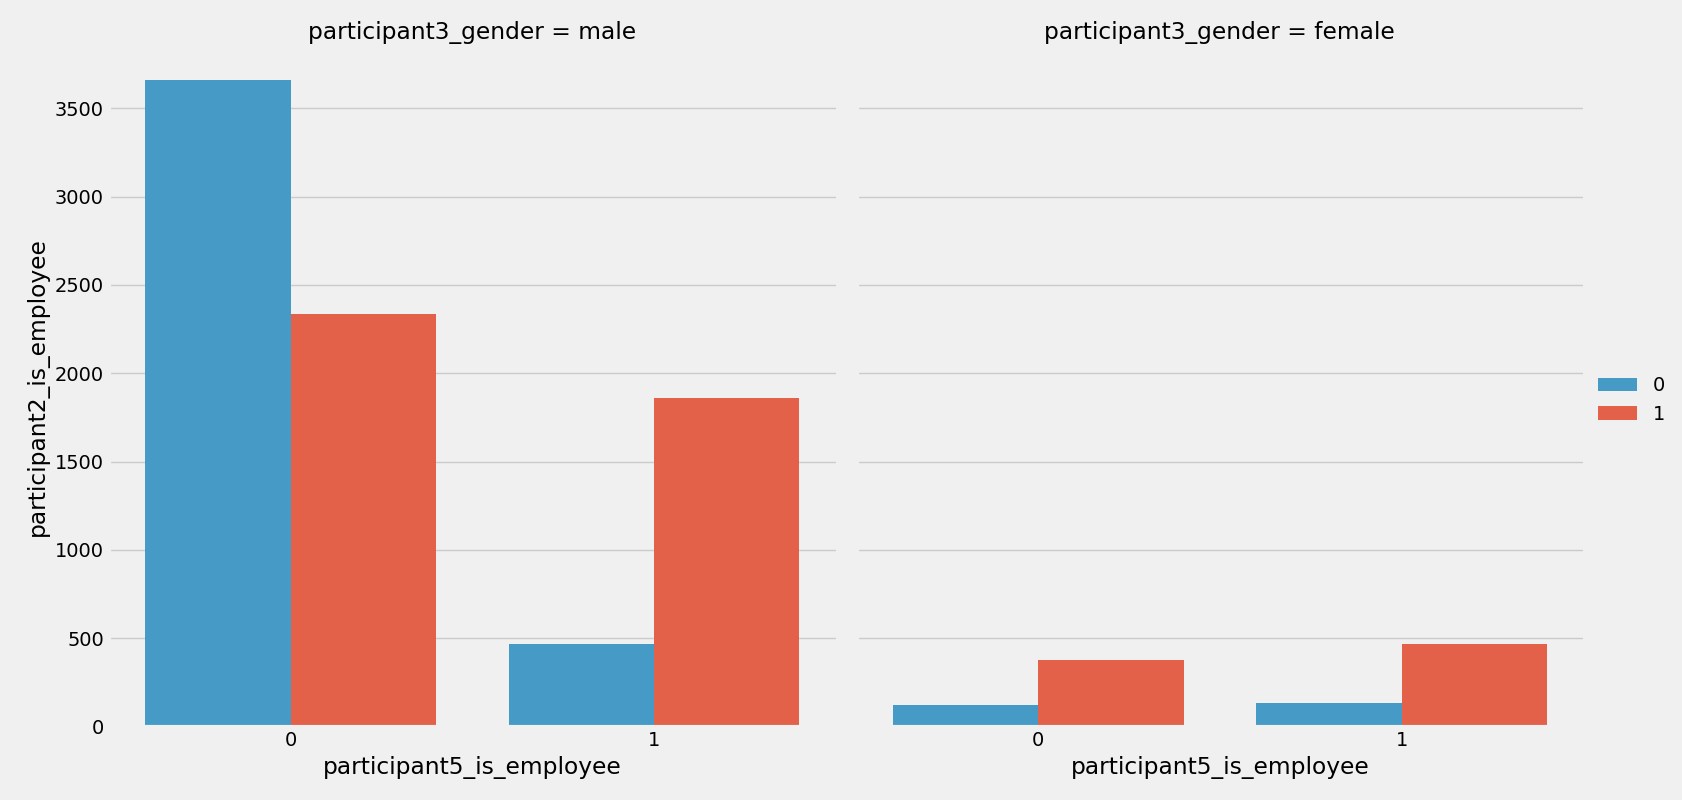 participant3_gender = male
participant3_gender = female
participant2_is_employee
3500
3000
2500
2000
1500
1000
500
0
0 1
participant5_is_employee
0 1
participant5_is_employee
0
1